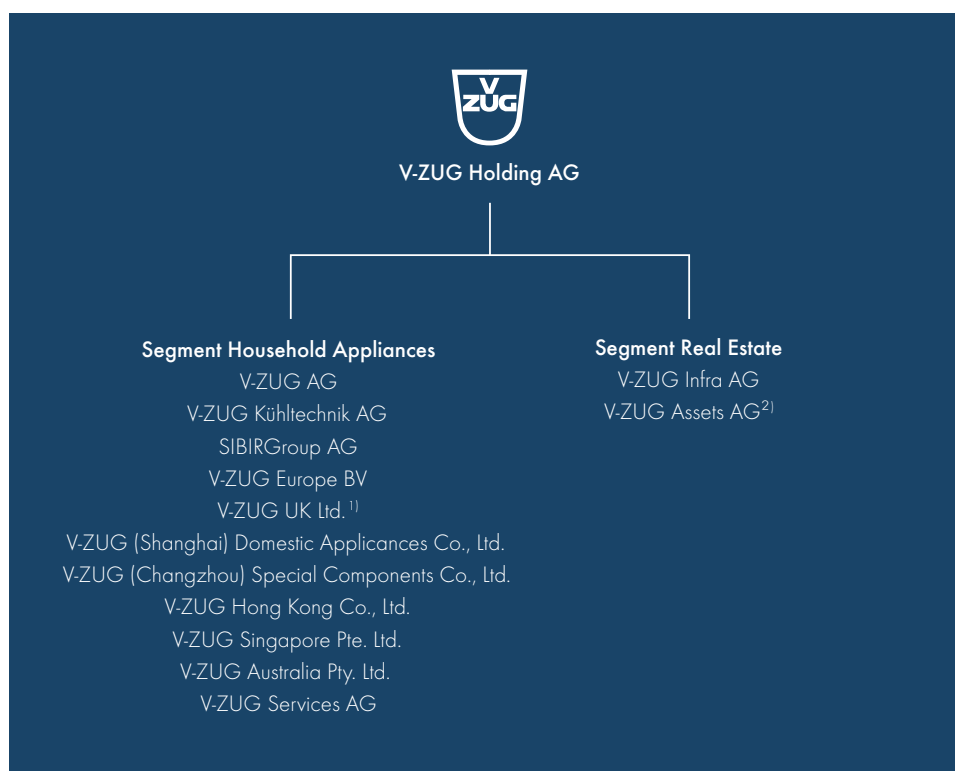 V
ZUG
V-ZUG Holding AG
Segment Household Appliances
V-ZUG AG
V-ZUG Kühltechnik AG
SIBIRGroup AG
V-ZUG Europe BV
V-ZUG UK Ltd.1)
V-ZUG (Shanghai) Domestic Applicances Co., Ltd.
V-ZUG (Changzhou) Special Components Co., Ltd.
V-ZUG Hong Kong Co., Ltd.
V-ZUG Singapore Pte. Ltd.
V-ZUG Australia Pty. Ltd.
V-ZUG Services AG
Segment Real Estate
V-ZUG Infra AG
V-ZUG Assets AG2)